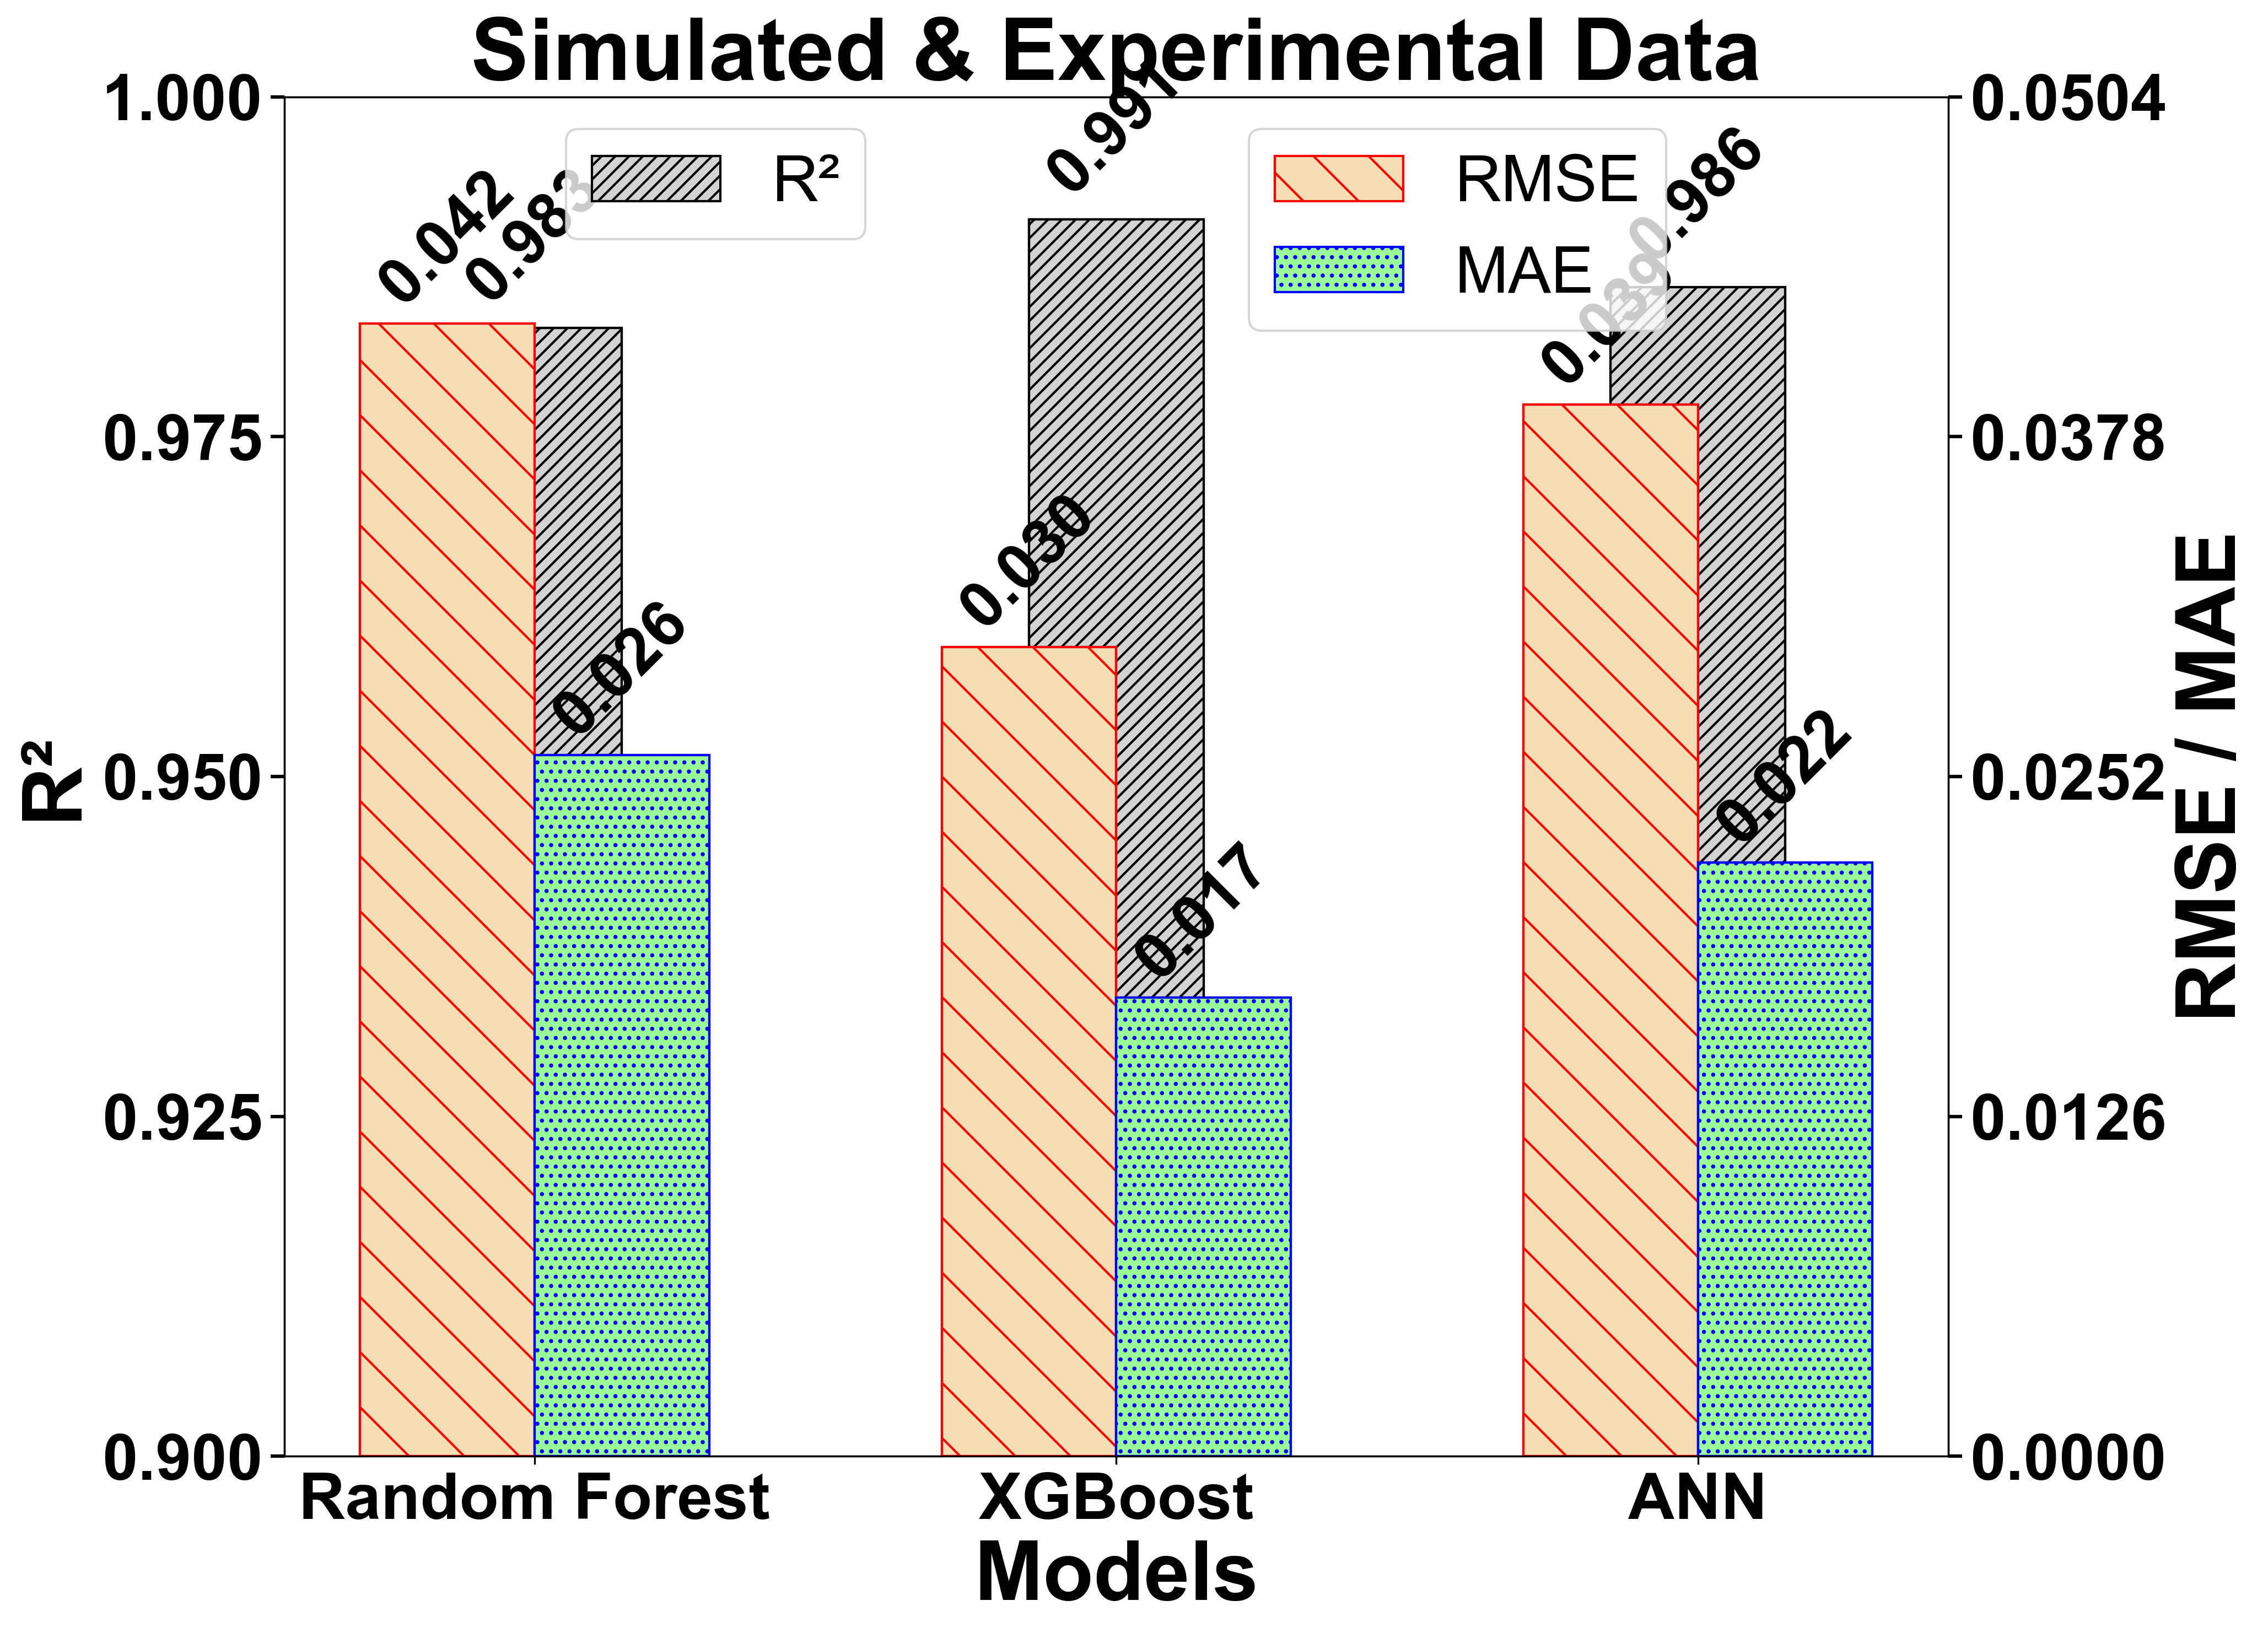 Simulated & Experimental Data
1.000
0.975
0.950
0.925
0.900
R²
0.0504
0.0378
0.0252
0.0126
0.0000
RMSE / MAE
R²
RMSE
MAE
0.042
0.983
0.026
0.991
0.030
0.017
0.986
0.039
0.022
Random Forest
XGBoost
ANN
Models